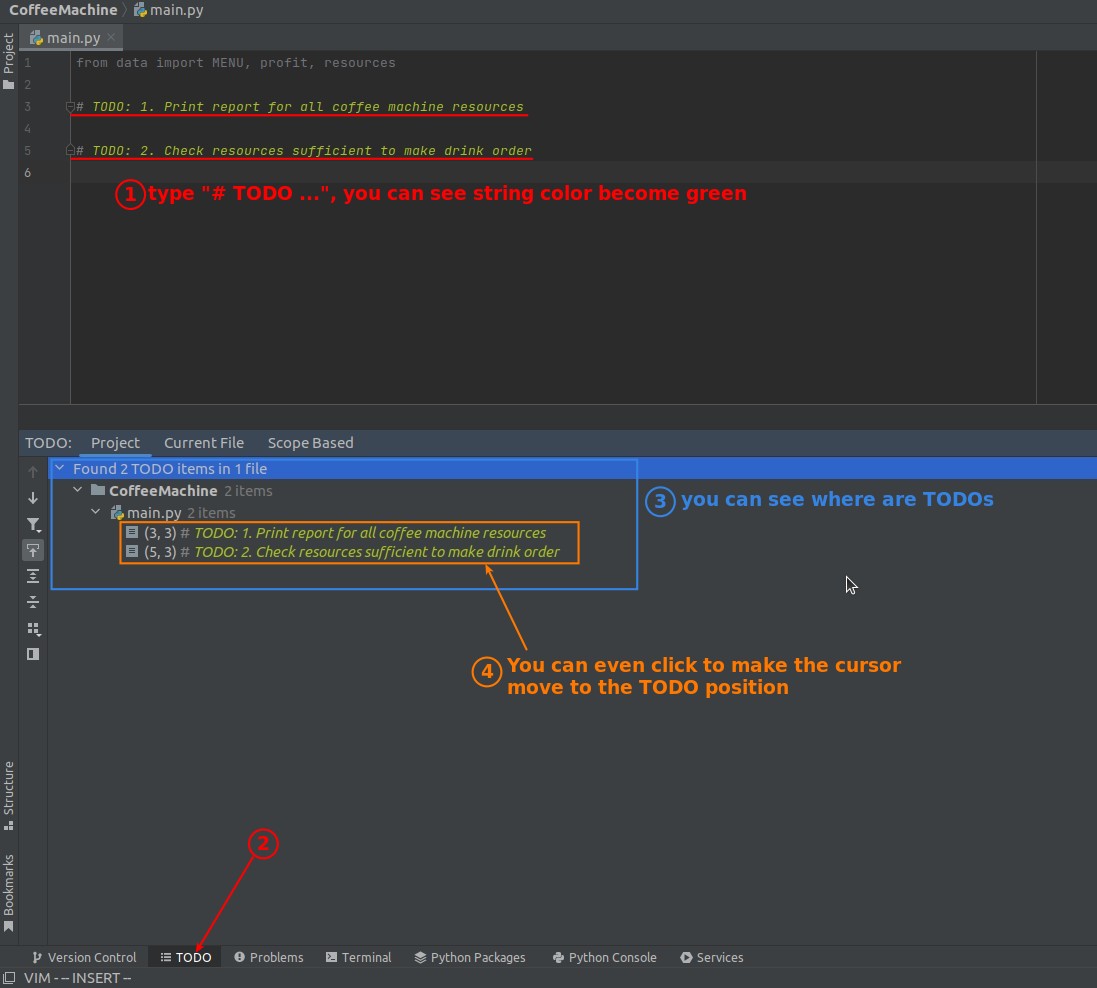 CoffeeMachine 〉 main.py
Project
main.py ×
1 from data import MENU, profit, resources
2
3 # TODO: 1. Print report for all coffee machine resources
4
5 # TODO: 2. Check resources sufficient to make drink order
6
① type "# TODO ...", you can see string color become green
TODO: Project Current File Scope Based
Found 2 TODO items in 1 file
CoffeeMachine 2 items
main.py 2 items
(3, 3) # TODO: 1. Print report for all coffee machine resources
(5, 3) # TODO: 2. Check resources sufficient to make drink order
③ you can see where are TODOs
④ You can even click to make the cursor
move to the TODO position
Structure
②
Bookmarks
Version Control TODO Problems Terminal Python Packages Python Console Services
VIM - -- INSERT --